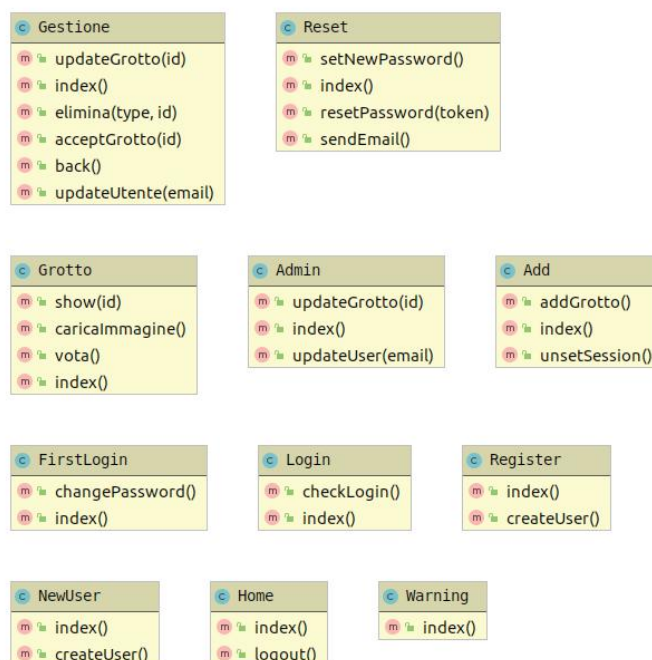 Gestione
updateGrotto(id)
index()
elimina(type, id)
acceptGrotto(id)
back()
updateUtente(email)
Reset
setNewPassword()
index()
resetPassword(token)
sendEmail()
Grotto
show(id)
caricaImmagine()
vota()
index()
Admin
updateGrotto(id)
index()
updateUser(email)
Add
addGrotto()
index()
unsetSession()
FirstLogin
changePassword()
index()
Login
checkLogin()
index()
Register
index()
createUser()
NewUser
index()
createUser()
Home
index()
logout()
Warning
index()